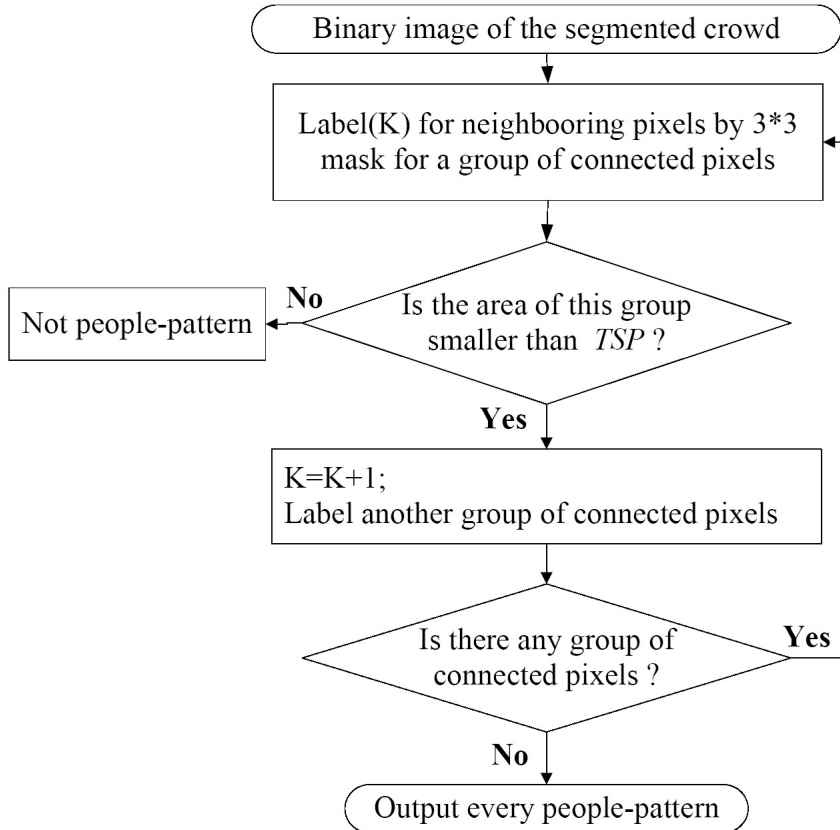 Binary image of the segmented crowd
Label(K) for neighbooring pixels by 3*3
mask for a group of connected pixels
No
Not people-pattern
Is the area of this group
smaller than TSP ?
Yes
K=K+1;
Label another group of connected pixels
Is there any group of
connected pixels ?
Yes
No
Output every people-pattern